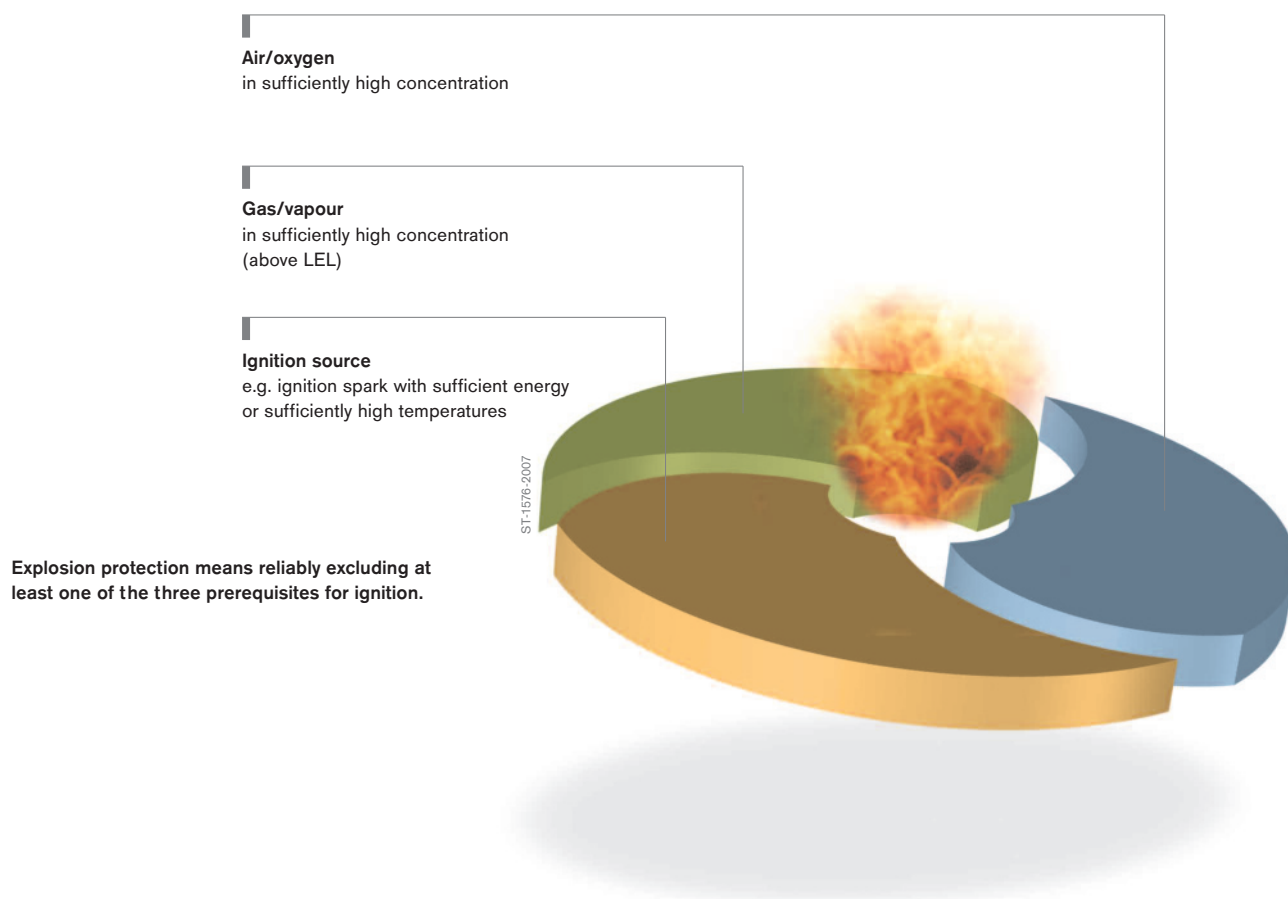 Air/oxygen
in sufficiently high concentration
Gas/vapour
in sufficiently high concentration
(above LEL)
Ignition source
e.g. ignition spark with sufficient energy
or sufficiently high temperatures
ST-1576-2007
Explosion protection means reliably excluding at
least one of the three prerequisites for ignition.